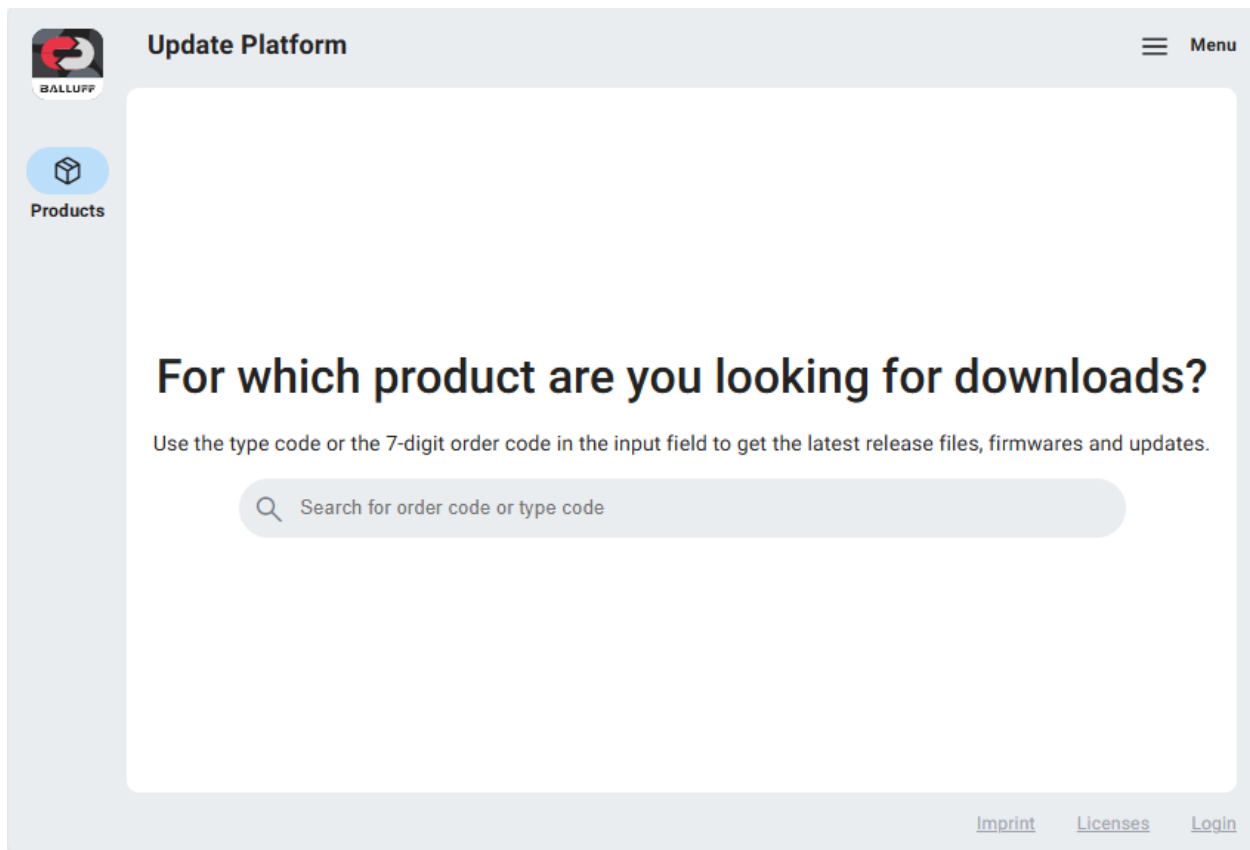 BALLUFF
Update Platform
Menu
Products
For which product are you looking for downloads?
Use the type code or the 7-digit order code in the input field to get the latest release files, firmwares and updates.
Search for order code or type code
Imprint
Licenses
Login